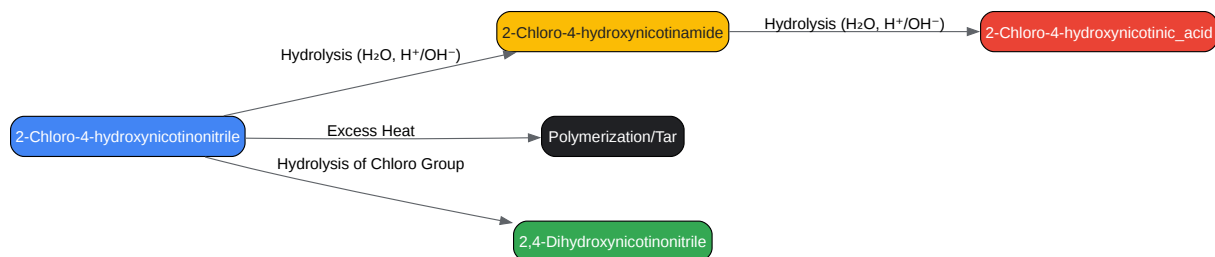 2-Chloro-4-hydroxynicotinamide
Hydrolysis (H₂O, H⁺/OH⁻)
2-Chloro-4-hydroxynicotinic_acid
Hydrolysis (H₂O, H⁺/OH⁻)
2-Chloro-4-hydroxynicotinonitrile
Excess Heat
Polymerization/Tar
Hydrolysis of Chloro Group
2,4-Dihydroxynicotinonitrile